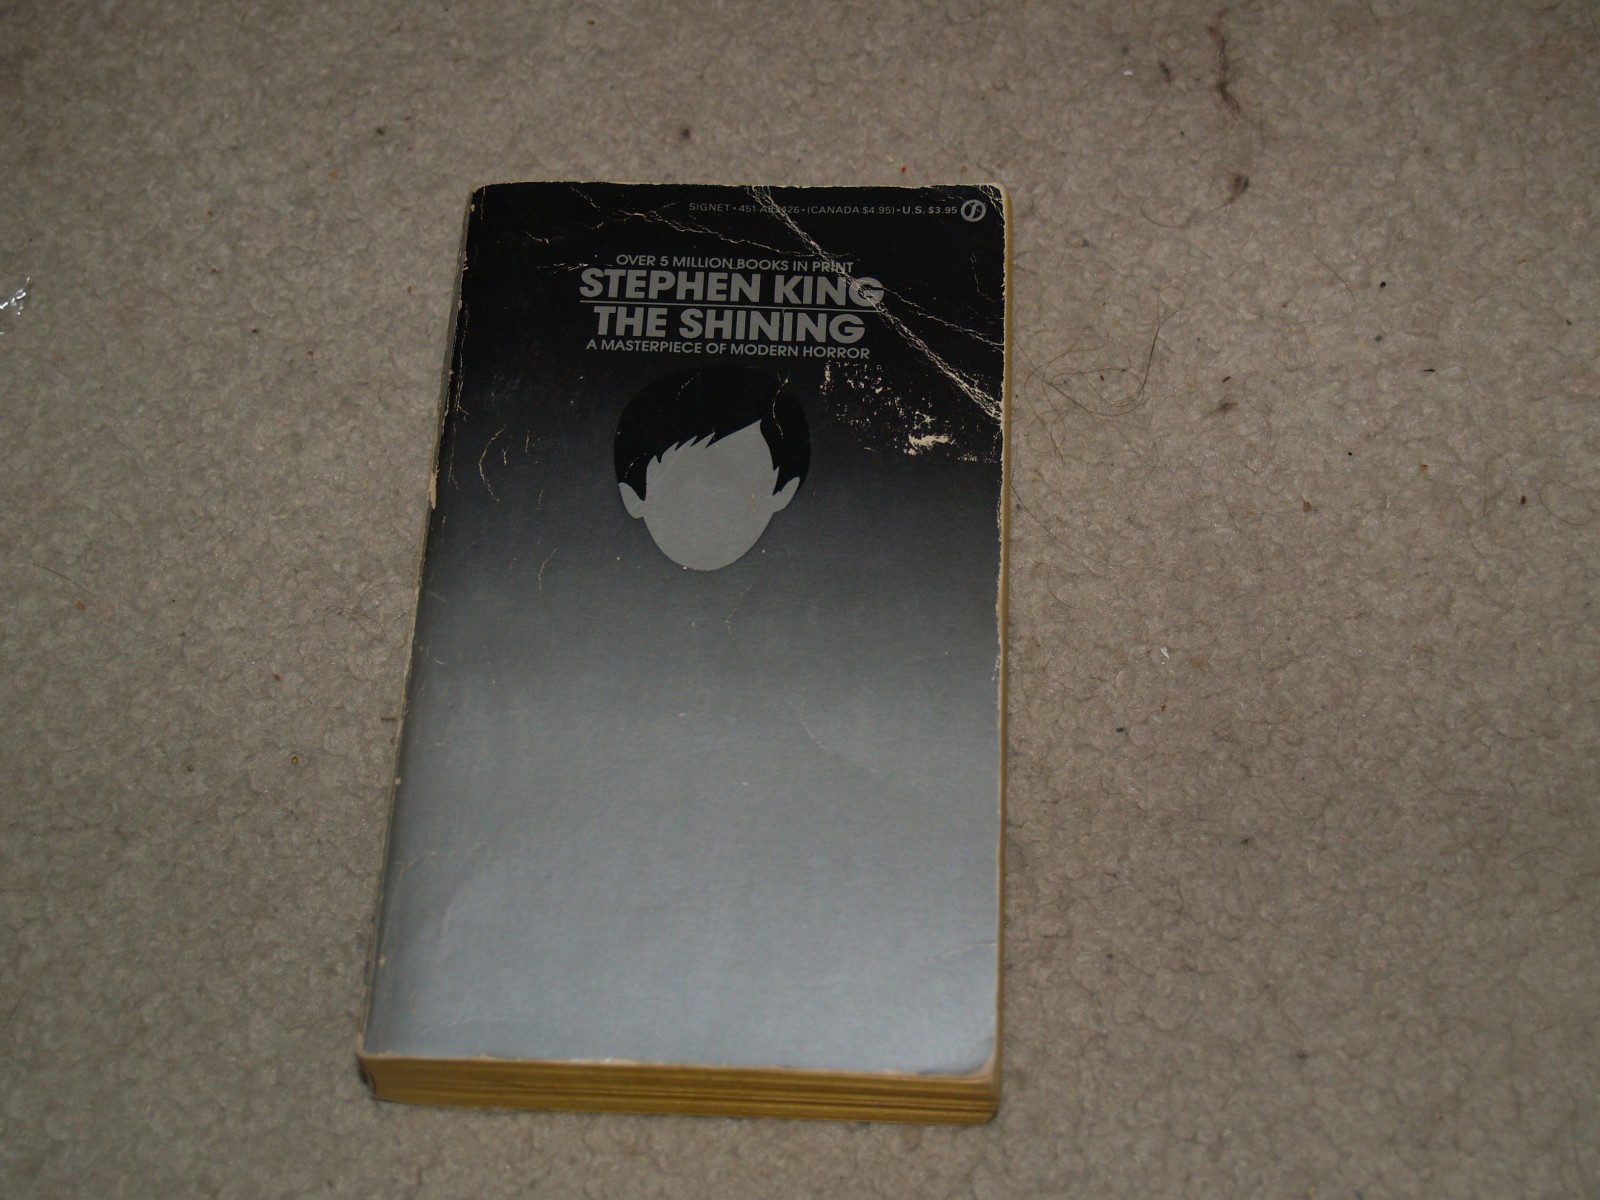 SIGNET • 451- • (CANADA $4.95) • U.S. $3.95
OVER 5 MILLION BOOKS IN PRINT
STEPHEN KING
THE SHINING
A MASTERPIECE OF MODERN HORROR